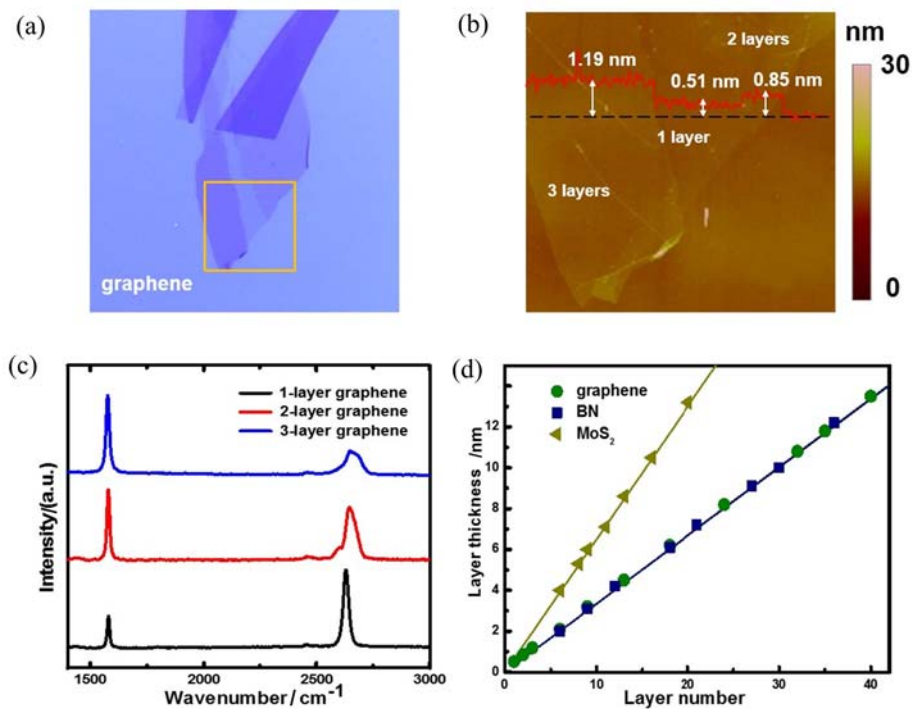 (a)
graphene
(b)
2 layers
1.19 nm
0.51 nm
0.85 nm
1 layer
3 layers
nm
30
0
(c)
1-layer graphene
2-layer graphene
3-layer graphene
Intensity/(a.u.)
1500
2000
2500
3000
Wavenumber/cm⁻¹
(d)
graphene
BN
MoS₂
Layer thickness /nm
12
10
8
6
4
2
0
0
10
20
30
40
Layer number